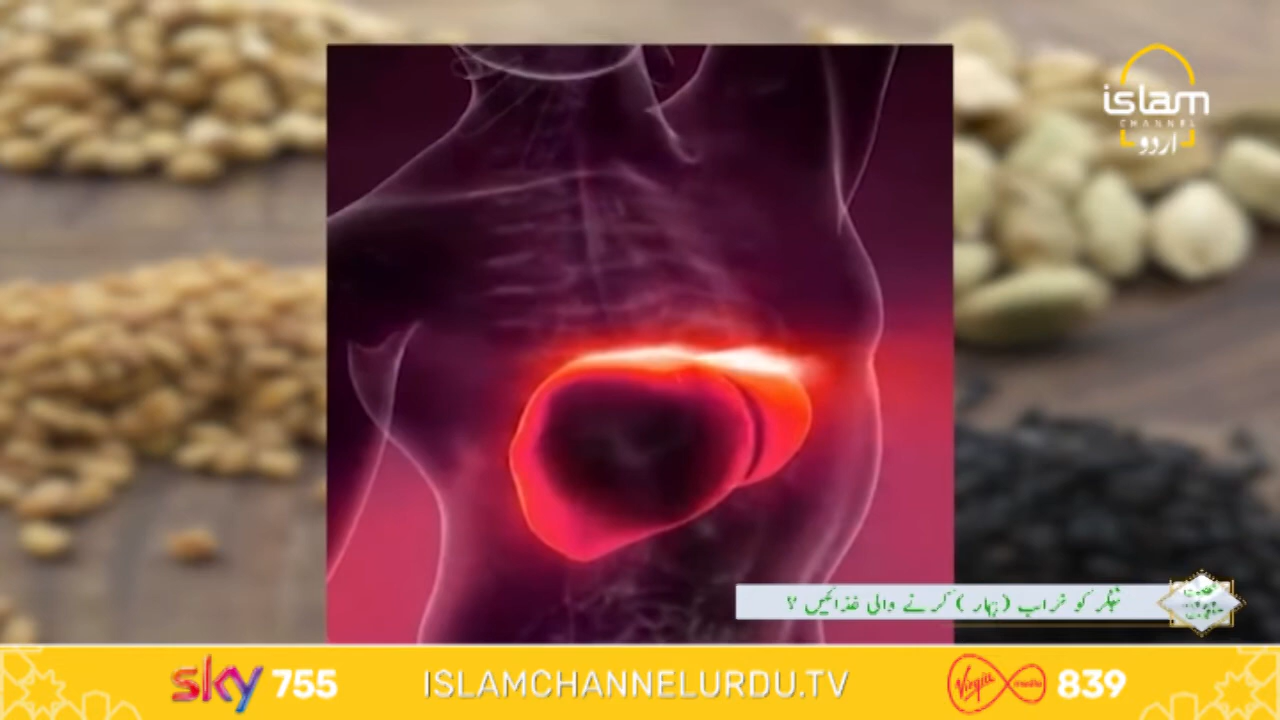 islam
CHANNEL
اردو
جگر کو خراب (بیمار) کرنے والی غذائیں ؟
sky 755
ISLAMCHANNELURDU.TV
Virgin media 839